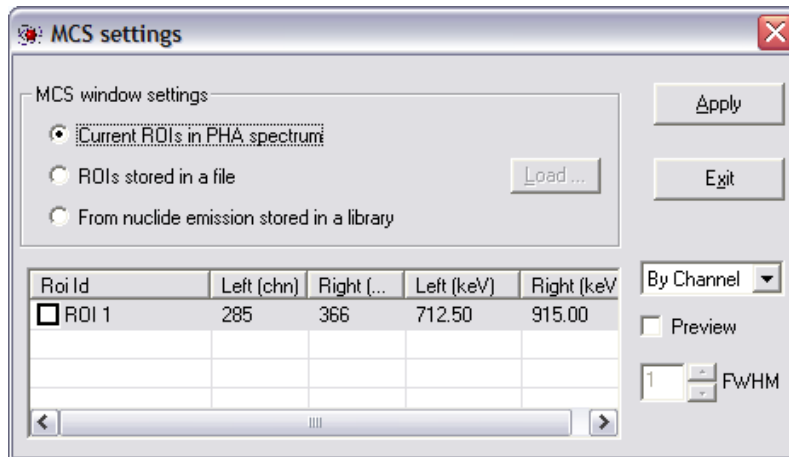 MCS settings
MCS window settings
Current ROIs in PHA spectrum
ROIs stored in a file
Load ...
From nuclide emission stored in a library
Apply
Exit
Roi Id Left (chn) Right (... Left (keV) Right (keV
ROI 1 285 366 712.50 915.00
By Channel
Preview
1 FWHM